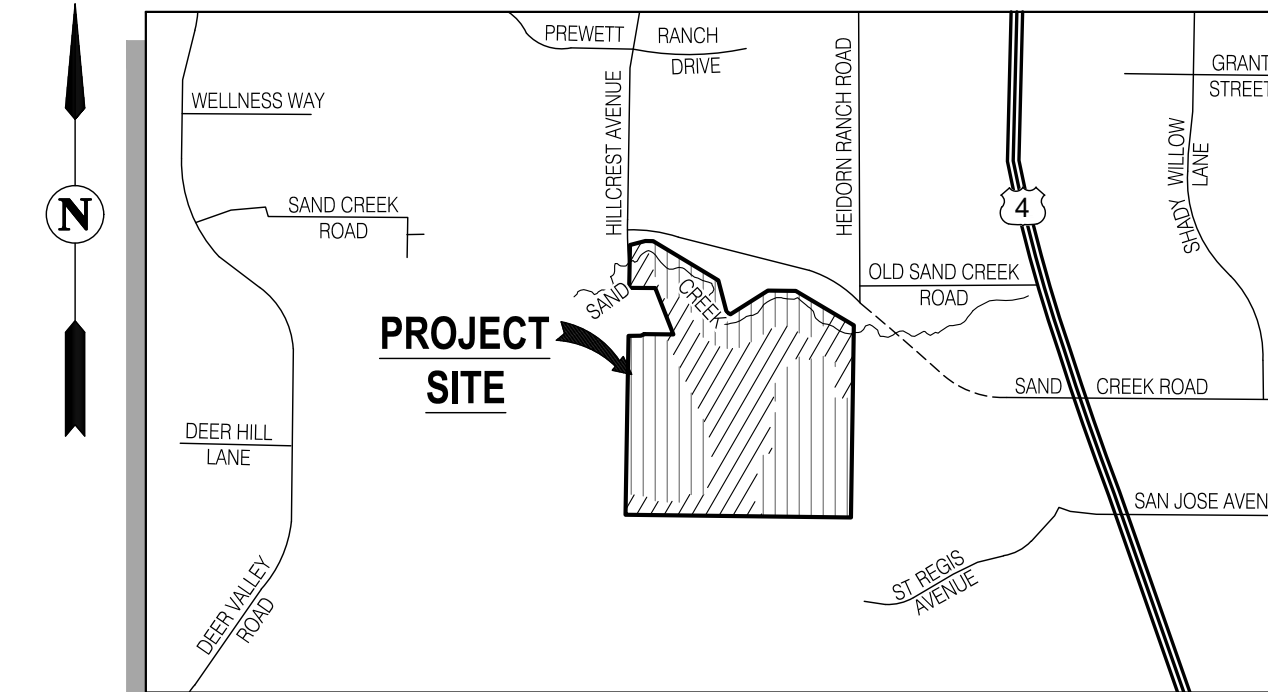 PREWETT RANCH
DRIVE
GRANT
STREET
WELLNESS WAY
HILLCREST AVENUE
HEIDORN RANCH ROAD
SHADY WILLOW
LANE
N
4
SAND CREEK
ROAD
OLD SAND CREEK
ROAD
SAND CREEK
PROJECT
SITE
SAND CREEK ROAD
DEER HILL
LANE
SAN JOSE AVEN
ST REGIS
AVENUE
DEER VALLEY
ROAD